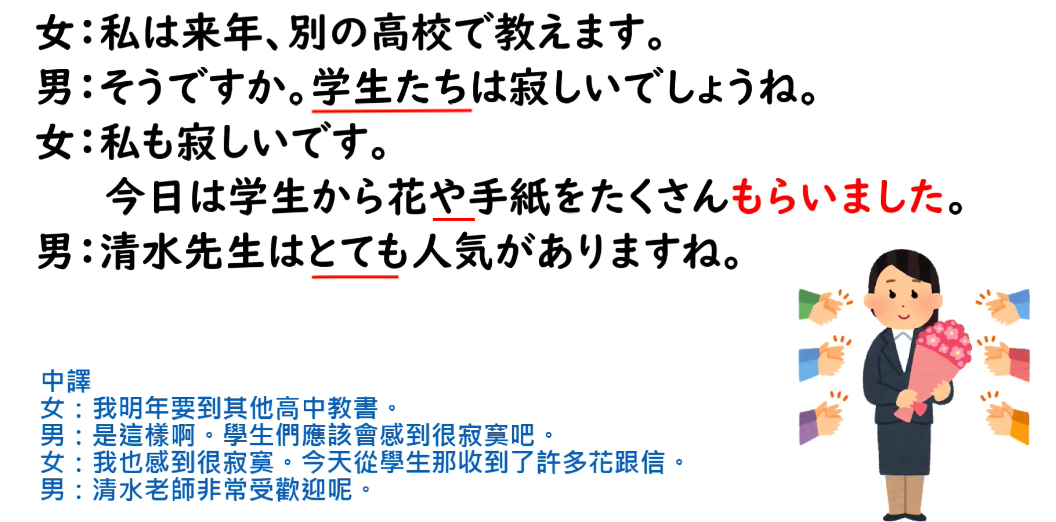 女：私は来年、別の高校で教えます。
男：そうですか。学生たちは寂しいでしょうね。
女：私も寂しいです。
今日は学生から花や手紙をたくさんもらいました。
男：清水先生はとても人気がありますね。
中譯
女：我明年要到其他高中教書。
男：是這樣啊。學生們應該會感到很寂寞吧。
女：我也感到很寂寞。今天從學生那收到了許多花跟信。
男：清水老師非常受歡迎呢。